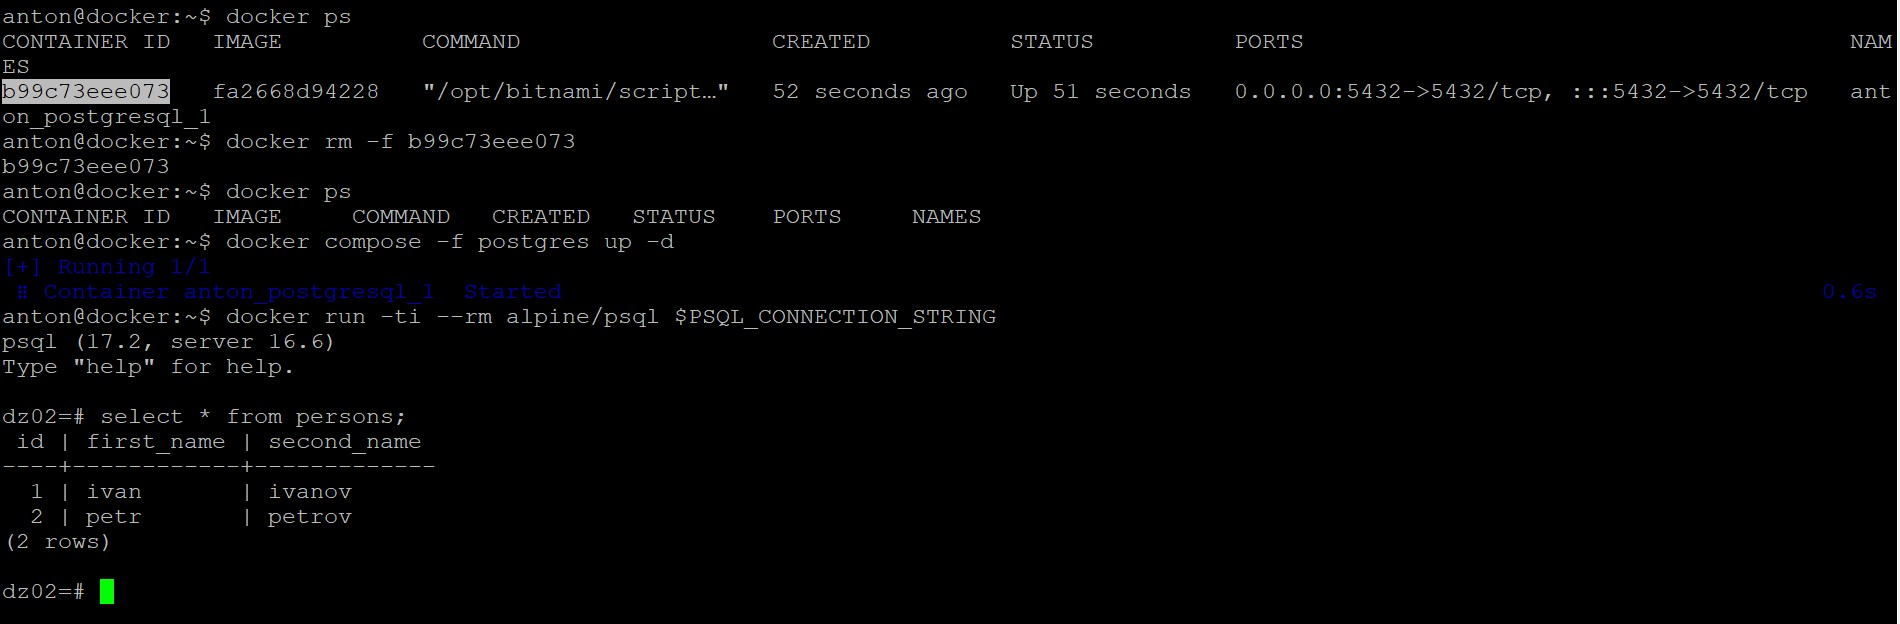 anton@docker:~$ docker ps
CONTAINER ID   IMAGE          COMMAND                  CREATED          STATUS          PORTS                                       NAM
ES
b99c73eee073   fa2668d94228   "/opt/bitnami/script…"   52 seconds ago   Up 51 seconds   0.0.0.0:5432->5432/tcp, :::5432->5432/tcp   ant
on_postgresql_1
anton@docker:~$ docker rm -f b99c73eee073
b99c73eee073
anton@docker:~$ docker ps
CONTAINER ID   IMAGE     COMMAND   CREATED   STATUS    PORTS     NAMES
anton@docker:~$ docker compose -f postgres up -d
[+] Running 1/1
 ⠿ Container anton_postgresql_1  Started                                                                                          0.6s
anton@docker:~$ docker run -ti --rm alpine/psql $PSQL_CONNECTION_STRING
psql (17.2, server 16.6)
Type "help" for help.
dz02=# select * from persons;
 id | first_name | second_name
----+------------+-------------
  1 | ivan       | ivanov
  2 | petr       | petrov
(2 rows)
dz02=#